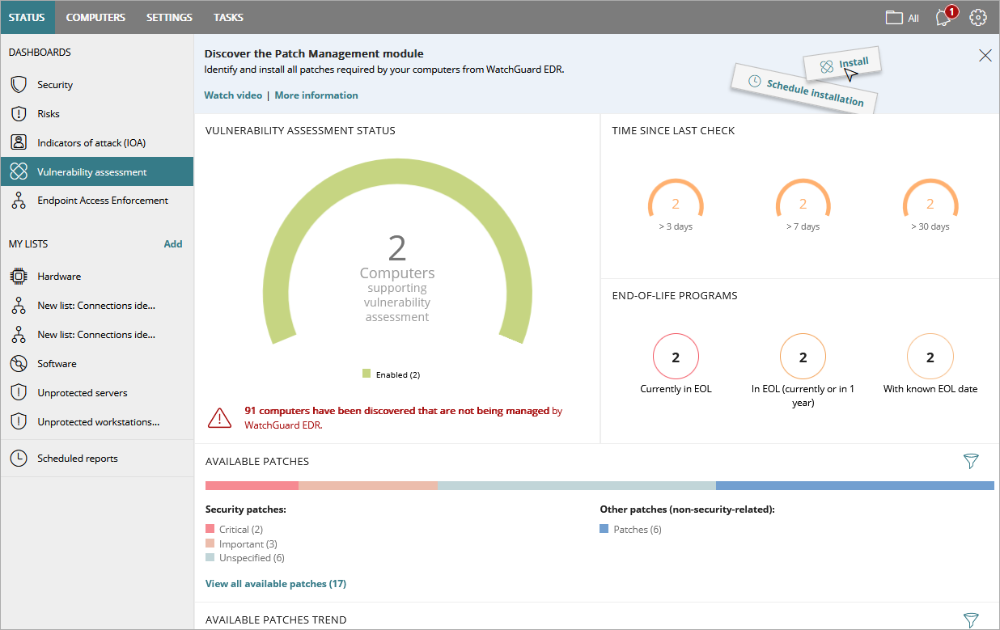 STATUS COMPUTERS SETTINGS TASKS All 1
DASHBOARDS
Security
Risks
Indicators of attack (IOA)
Vulnerability assessment
Endpoint Access Enforcement
MY LISTS Add
Hardware
New list: Connections ide...
New list: Connections ide...
Software
Unprotected servers
Unprotected workstations...
Scheduled reports
Discover the Patch Management module
Identify and install all patches required by your computers from WatchGuard EDR.
Watch video | More information
Install
Schedule installation
VULNERABILITY ASSESSMENT STATUS
2
Computers
supporting
vulnerability
assessment
Enabled (2)
91 computers have been discovered that are not being managed by
WatchGuard EDR.
TIME SINCE LAST CHECK
2 2 2
> 3 days > 7 days > 30 days
END-OF-LIFE PROGRAMS
2 2 2
Currently in EOL In EOL (currently or in 1 With known EOL date
year)
AVAILABLE PATCHES
Security patches:
Critical (2)
Important (3)
Unspecified (6)
Other patches (non-security-related):
Patches (6)
View all available patches (17)
AVAILABLE PATCHES TREND